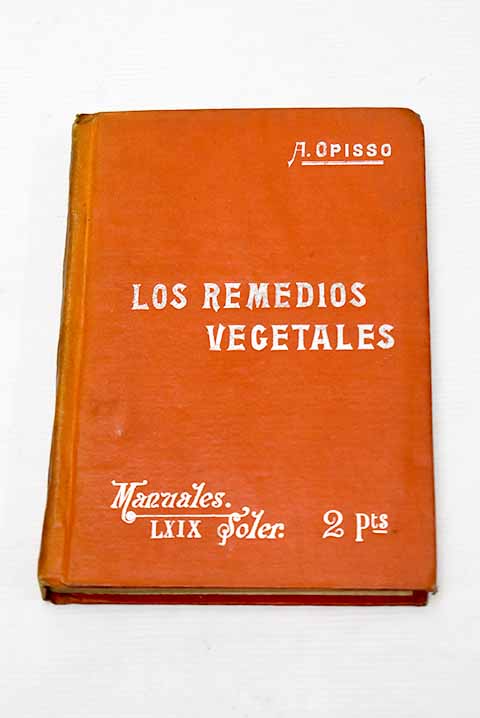 A. OPISSO
LOS REMEDIOS
VEGETALES
Manuales.
LXIX Soler. 2 Pts